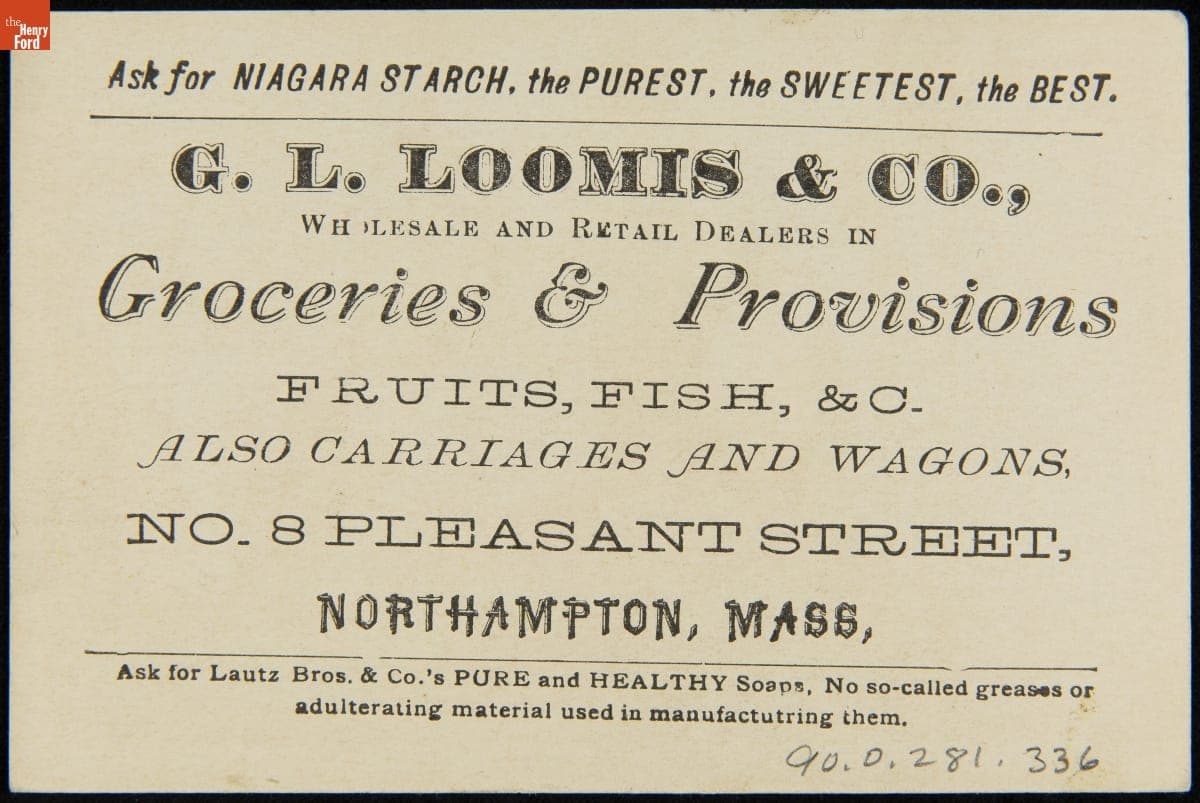 the
Henry
Ford
Ask for NIAGARA STARCH, the PUREST, the SWEETEST, the BEST.
G. L. LOOMIS & CO.,
WHOLESALE AND RETAIL DEALERS IN
Groceries & Provisions
FRUITS, FISH, &C.
ALSO CARRIAGES AND WAGONS,
NO. 8 PLEASANT STREET,
NORTHAMPTON, MASS,
Ask for Lautz Bros. & Co.'s PURE and HEALTHY Soaps, No so-called greases or
adulterating material used in manufactutring them.
90.0.281.336